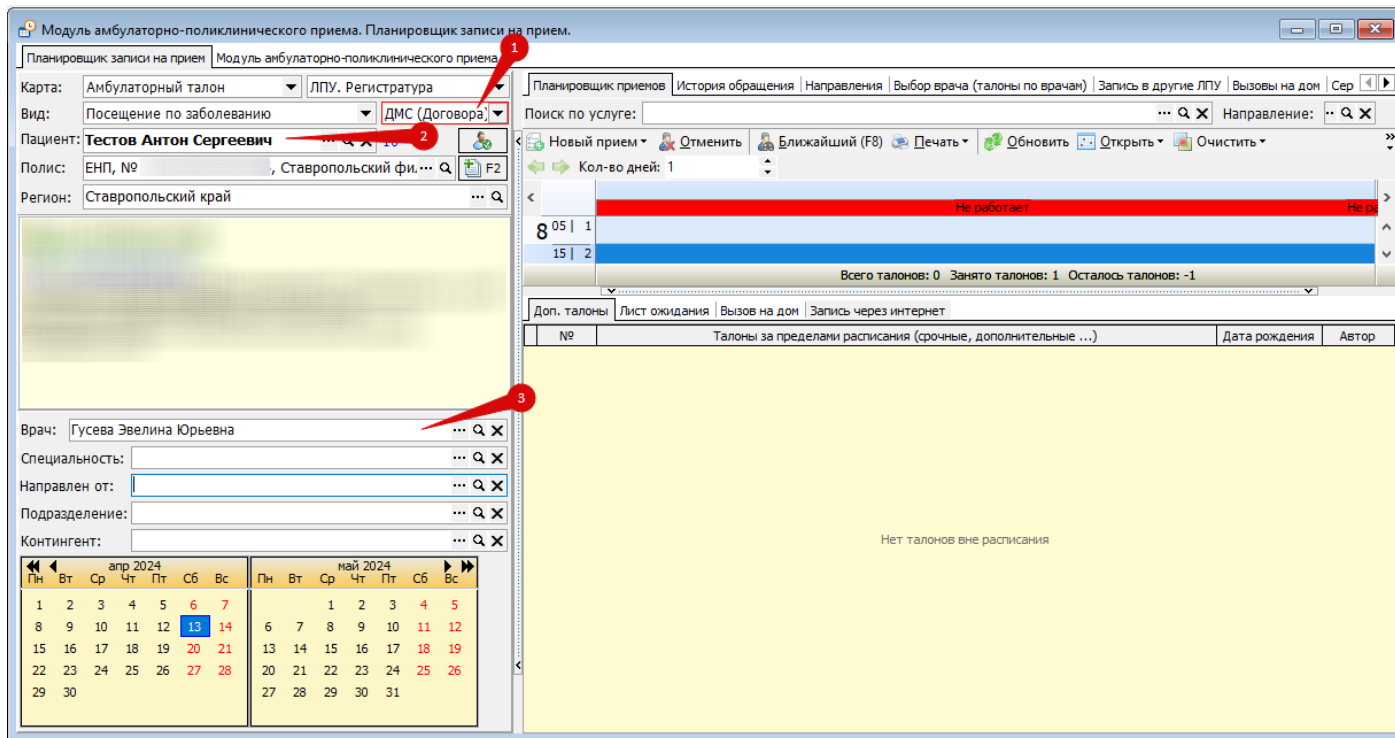 Модуль амбулаторно-поликлинического приема. Планировщик записи на прием.
1
Планировщик записи на прием Модуль амбулаторно-поликлинического приема
Карта: Амбулаторный талон ЛПУ. Регистратура
Вид: Посещение по заболеванию ДМС (Договора)
Пациент: Тестов Антон Сергеевич 2
Полис: ЕНП, № , Ставропольский фи. F2
Регион: Ставропольский край
3
Врач: Гусева Эвелина Юрьевна
Специальность:
Направлен от:
Подразделение:
Контингент:
апр 2024 май 2024
Пн Вт Ср Чт Пт Сб Вс Пн Вт Ср Чт Пт Сб Вс
1 2 3 4 5 6 7 1 2 3 4 5
8 9 10 11 12 13 14 6 7 8 9 10 11 12
15 16 17 18 19 20 21 13 14 15 16 17 18 19
22 23 24 25 26 27 28 20 21 22 23 24 25 26
29 30 27 28 29 30 31
Планировщик приемов История обращения Направления Выбор врача (талоны по врачам) Запись в другие ЛПУ Вызовы на дом Сер
Поиск по услуге: Направление:
Новый прием Отменить Ближайший (F8) Печать Обновить Открыть Очистить
Кол-во дней: 1
Не работает Не ра
8 05 | 1
15 | 2
Всего талонов: 0 Занято талонов: 1 Осталось талонов: -1
Доп. талоны Лист ожидания Вызов на дом Запись через интернет
№ Талоны за пределами расписания (срочные, дополнительные ...) Дата рождения Автор
Нет талонов вне расписания